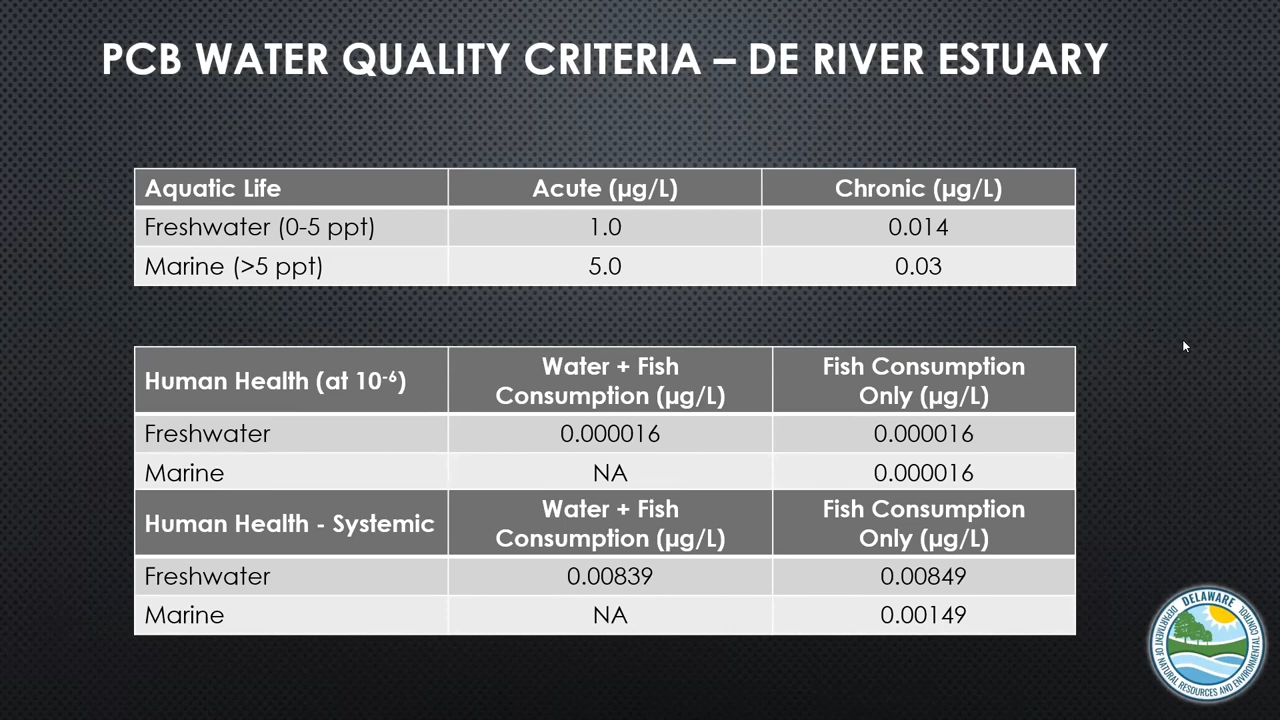 PCB WATER QUALITY CRITERIA – DE RIVER ESTUARY
Aquatic Life Acute (µg/L) Chronic (µg/L)
Freshwater (0-5 ppt) 1.0 0.014
Marine (>5 ppt) 5.0 0.03
Human Health (at 10⁻⁶) Water + Fish Consumption (µg/L) Fish Consumption Only (µg/L)
Freshwater 0.000016 0.000016
Marine NA 0.000016
Human Health - Systemic Water + Fish Consumption (µg/L) Fish Consumption Only (µg/L)
Freshwater 0.00839 0.00849
Marine NA 0.00149
DELAWARE
DEPARTMENT OF NATURAL RESOURCES AND ENVIRONMENTAL CONTROL